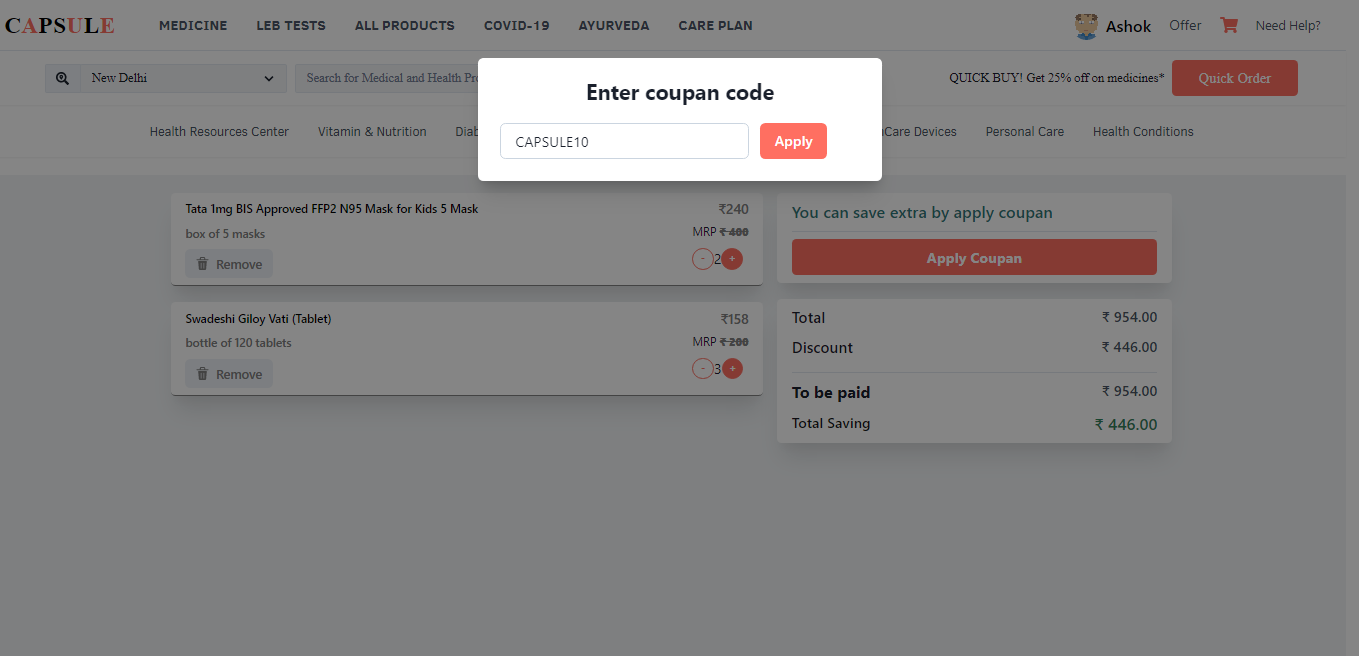 CAPSULE MEDICINE LEB TESTS ALL PRODUCTS COVID-19 AYURVEDA CARE PLAN Ashok Offer Need Help?
New Delhi Search for Medical and Health QUICK BUY! Get 25% off on medicines* Quick Order
Enter coupan code
CAPSULE10 Apply
Health Resources Center Vitamin & Nutrition Care Devices Personal Care Health Conditions
Tata 1mg BIS Approved FFP2 N95 Mask for Kids 5 Mask ₹240
box of 5 masks MRP ₹ 400
Remove - 2 +
Swadeshi Giloy Vati (Tablet) ₹158
bottle of 120 tablets MRP ₹ 200
Remove - 3 +
You can save extra by apply coupan
Apply Coupan
Total ₹ 954.00
Discount ₹ 446.00
To be paid ₹ 954.00
Total Saving ₹ 446.00